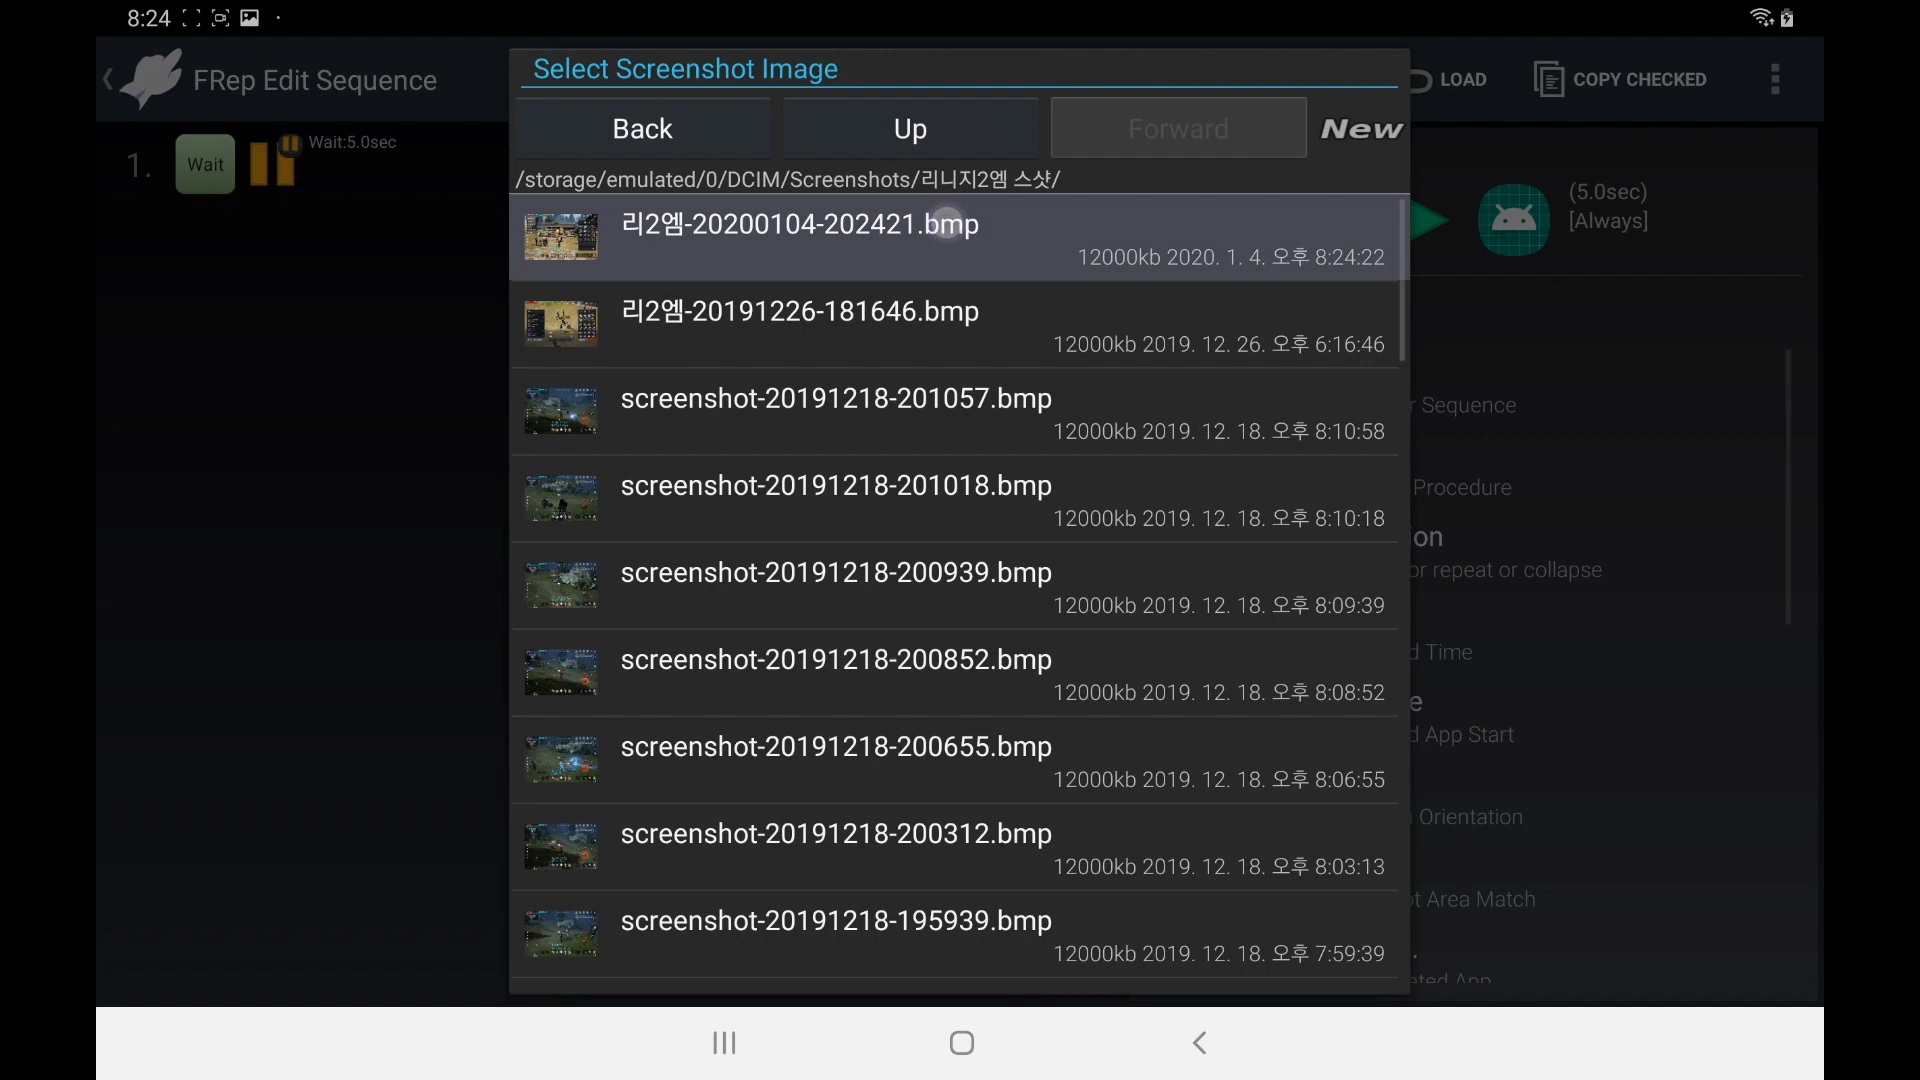 8:24
FRep Edit Sequence
LOAD
COPY CHECKED
Select Screenshot Image
Back
Up
Forward
New
/storage/emulated/0/DCIM/Screenshots/리니지2엠 스샷/
1.
Wait
Wait:5.0sec
리2엠-20200104-202421.bmp
12000kb 2020. 1. 4. 오후 8:24:22
리2엠-20191226-181646.bmp
12000kb 2019. 12. 26. 오후 6:16:46
screenshot-20191218-201057.bmp
12000kb 2019. 12. 18. 오후 8:10:58
screenshot-20191218-201018.bmp
12000kb 2019. 12. 18. 오후 8:10:18
screenshot-20191218-200939.bmp
12000kb 2019. 12. 18. 오후 8:09:39
screenshot-20191218-200852.bmp
12000kb 2019. 12. 18. 오후 8:08:52
screenshot-20191218-200655.bmp
12000kb 2019. 12. 18. 오후 8:06:55
screenshot-20191218-200312.bmp
12000kb 2019. 12. 18. 오후 8:03:13
screenshot-20191218-195939.bmp
12000kb 2019. 12. 18. 오후 7:59:39
(5.0sec)
[Always]
Sequence
Procedure
or repeat or collapse
Time
App Start
Orientation
Area Match